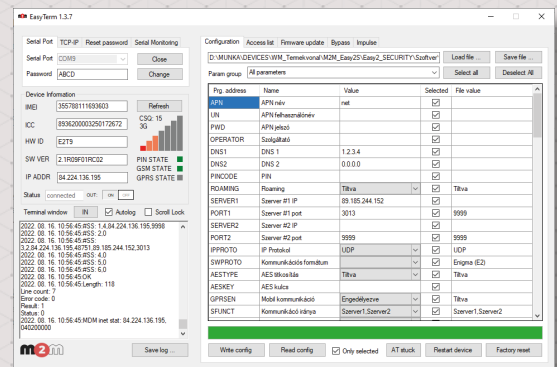 EasyTerm 1.3.7
Serial Port TCP-IP Reset password Serial Monitoring
Serial Port COM9 Close
Password ABCD Change
Device Information
IMEI 355788111693603 Refresh
ICC 8936200003250172672 CSQ: 15
3G
HW ID E2T9
SW VER 2.1R09F01RC02 PIN STATE
GSM STATE
IP ADDR 84.224.136.195 GPRS STATE
Status connected OUT: ON OFF
Terminal window IN Autolog Scroll Lock
2022. 08. 16. 10:56:45:#SS: 1,4,84.224.136.195,9998
2022. 08. 16. 10:56:45:#SS: 2,0
2022. 08. 16. 10:56:45:#SS:
3,2,84.224.136.195,48751,89.185.244.152,3013
2022. 08. 16. 10:56:45:#SS: 4,0
2022. 08. 16. 10:56:45:#SS: 5,0
2022. 08. 16. 10:56:45:#SS: 6,0
2022. 08. 16. 10:56:45:OK
2022. 08. 16. 10:56:45:Length: 118
Line count: 7
Error code: 0
Result: 1
Status: 0
2022. 08. 16. 10:56:45:MDM inet stat: 84.224.136.195,
040200000
m2m Save log ...
Configuration Access list Firmware update Bypass Impulse
D:\MUNKA\DEVICES\WM_Termekvonal\M2M_Easy2S\Easy2_SECURITY\Szoftver\ Load file ... Save file ...
Param group All parameters Select all Deselect All
Prg. address Name Value Selected File value
APN APN név net
UN APN felhasználónév
PWD APN jelszó
OPERATOR Szolgáltató
DNS1 DNS 1 1.2.3.4
DNS2 DNS 2 0.0.0.0
PINCODE PIN
ROAMING Roaming Tiltva Tiltva
SERVER1 Szerver #1 IP 89.185.244.152
PORT1 Szerver #1 port 3013 9999
SERVER2 Szerver #2 IP
PORT2 Szerver #2 port 9999 9999
IPPROTO IP Protokol UDP UDP
SWPROTO Kommunikációs formátum Enigma (E2)
AESTYPE AES titkosítás Tiltva Tiltva
AESKEY AES kulcs
GPRSEN Mobil kommunikáció Engedélyezve Tiltva
SFUNCT Kommunikácó iránya Szerver1,Szerver2 Szerver1,Szerver2
Write config Read config Only selected AT stuck Restart device Factory reset